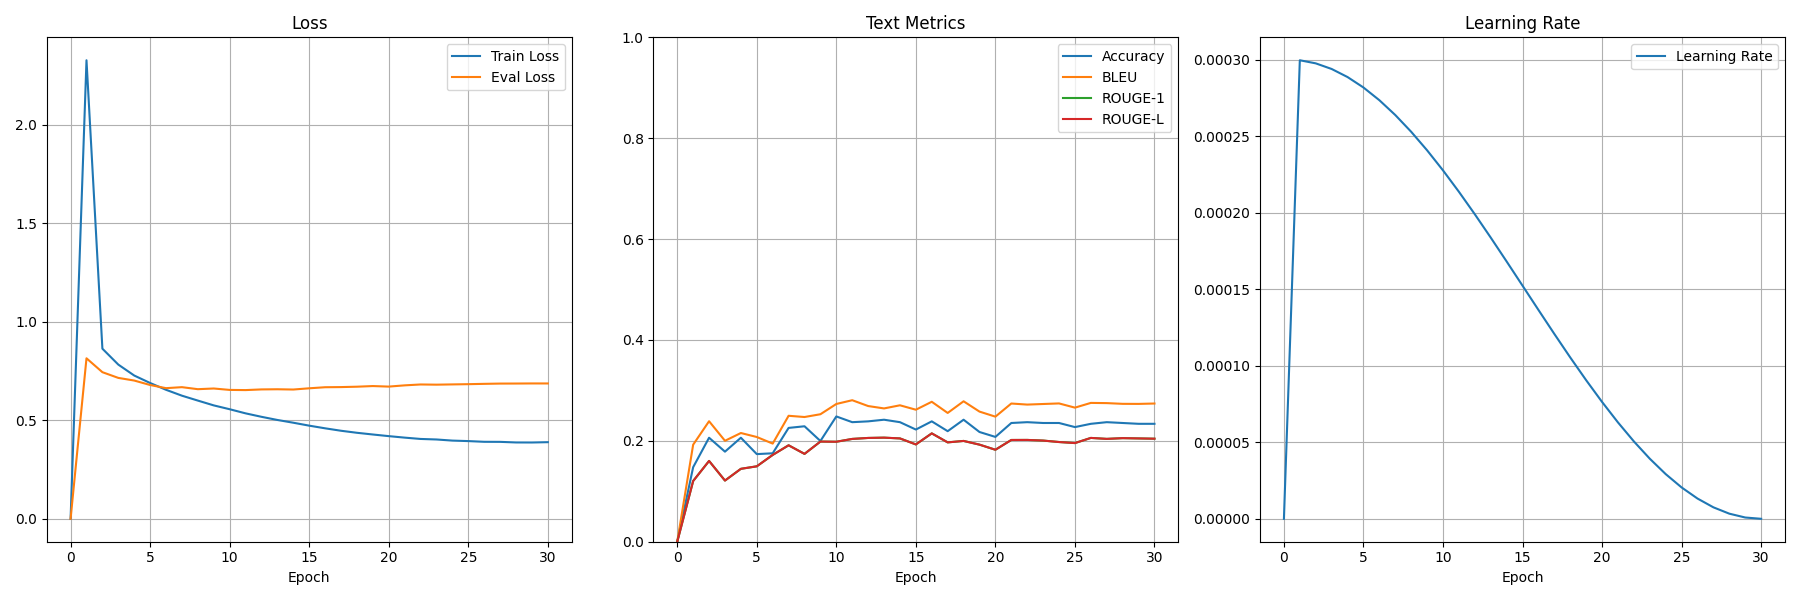 Loss
2.0
1.5
1.0
0.5
0.0
Train Loss
Eval Loss
0 5 10 15 20 25 30
Epoch
Text Metrics
1.0
0.8
0.6
0.4
0.2
0.0
Accuracy
BLEU
ROUGE-1
ROUGE-L
0 5 10 15 20 25 30
Epoch
Learning Rate
0.00030
0.00025
0.00020
0.00015
0.00010
0.00005
0.00000
Learning Rate
0 5 10 15 20 25 30
Epoch